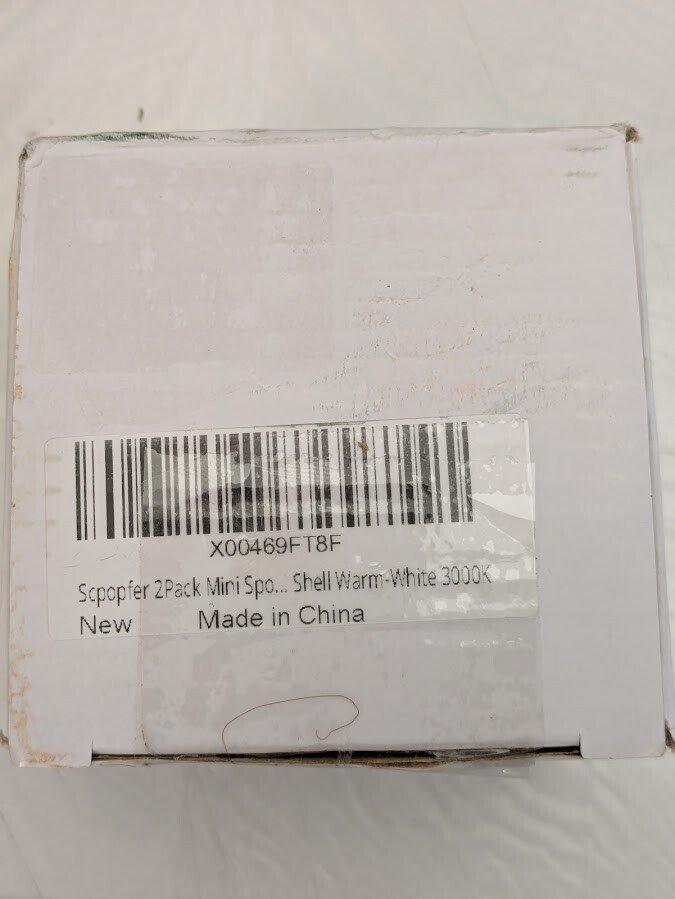 X00469FT8F
Scpopfer 2Pack Mini Spo... Shell Warm-White 3000K
New Made in China